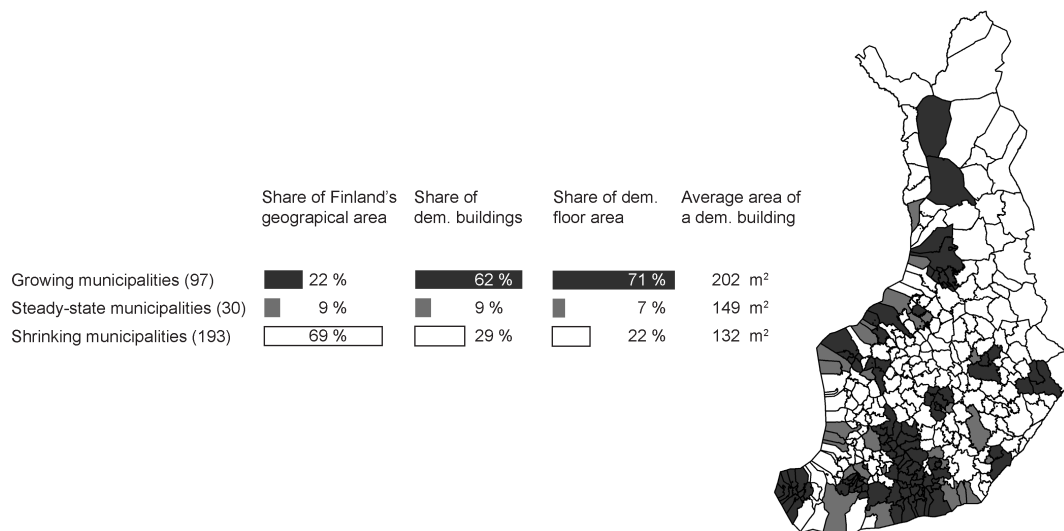 Share of Finland's Share of Share of dem. Average area of
geograpical area dem. buildings floor area a dem. building
Growing municipalities (97) 22 % 62 % 71 % 202 m²
Steady-state municipalities (30) 9 % 9 % 7 % 149 m²
Shrinking municipalities (193) 69 % 29 % 22 % 132 m²